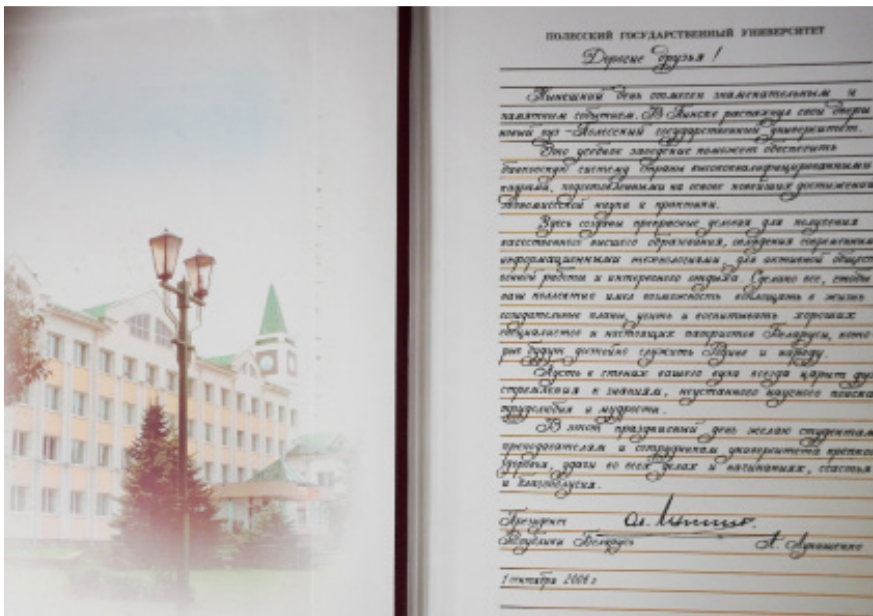 ПОЛЕССКИЙ ГОСУДАРСТВЕННЫЙ УНИВЕРСИТЕТ
Дорогие друзья!
Нынешний день отмечен знаменательным и
памятным событием. В Пинске распахнул свои двери
новый вуз – Полесский государственный университет.
Это учебное заведение поможет обеспечить
банковскую систему страны высококвалифицированными
кадрами, подготовленными на основе новейших достижений
экономической науки и практики.
Здесь созданы прекрасные условия для получения
качественного высшего образования, овладения современными
информационными технологиями, для активной общест
венной работы и интересного отдыха. Сделано все, чтобы
ваш коллектив имел возможность воплощать в жизнь
созидательные планы, учить и воспитывать хороших
специалистов и настоящих патриотов Беларуси, кото
рые будут достойно служить Родине и народу.
Пусть в стенах вашего вуза всегда царит дух
стремления к знаниям, неустанного научного поиска,
трудолюбия и мудрости.
В этот праздничный день желаю студентам,
преподавателям и сотрудникам университета крепкого
здоровья, удачи во всех делах и начинаниях, счастья
и благополучия.
Президент
Республики Беларусь А. Лукашенко
1 сентября 2006 г